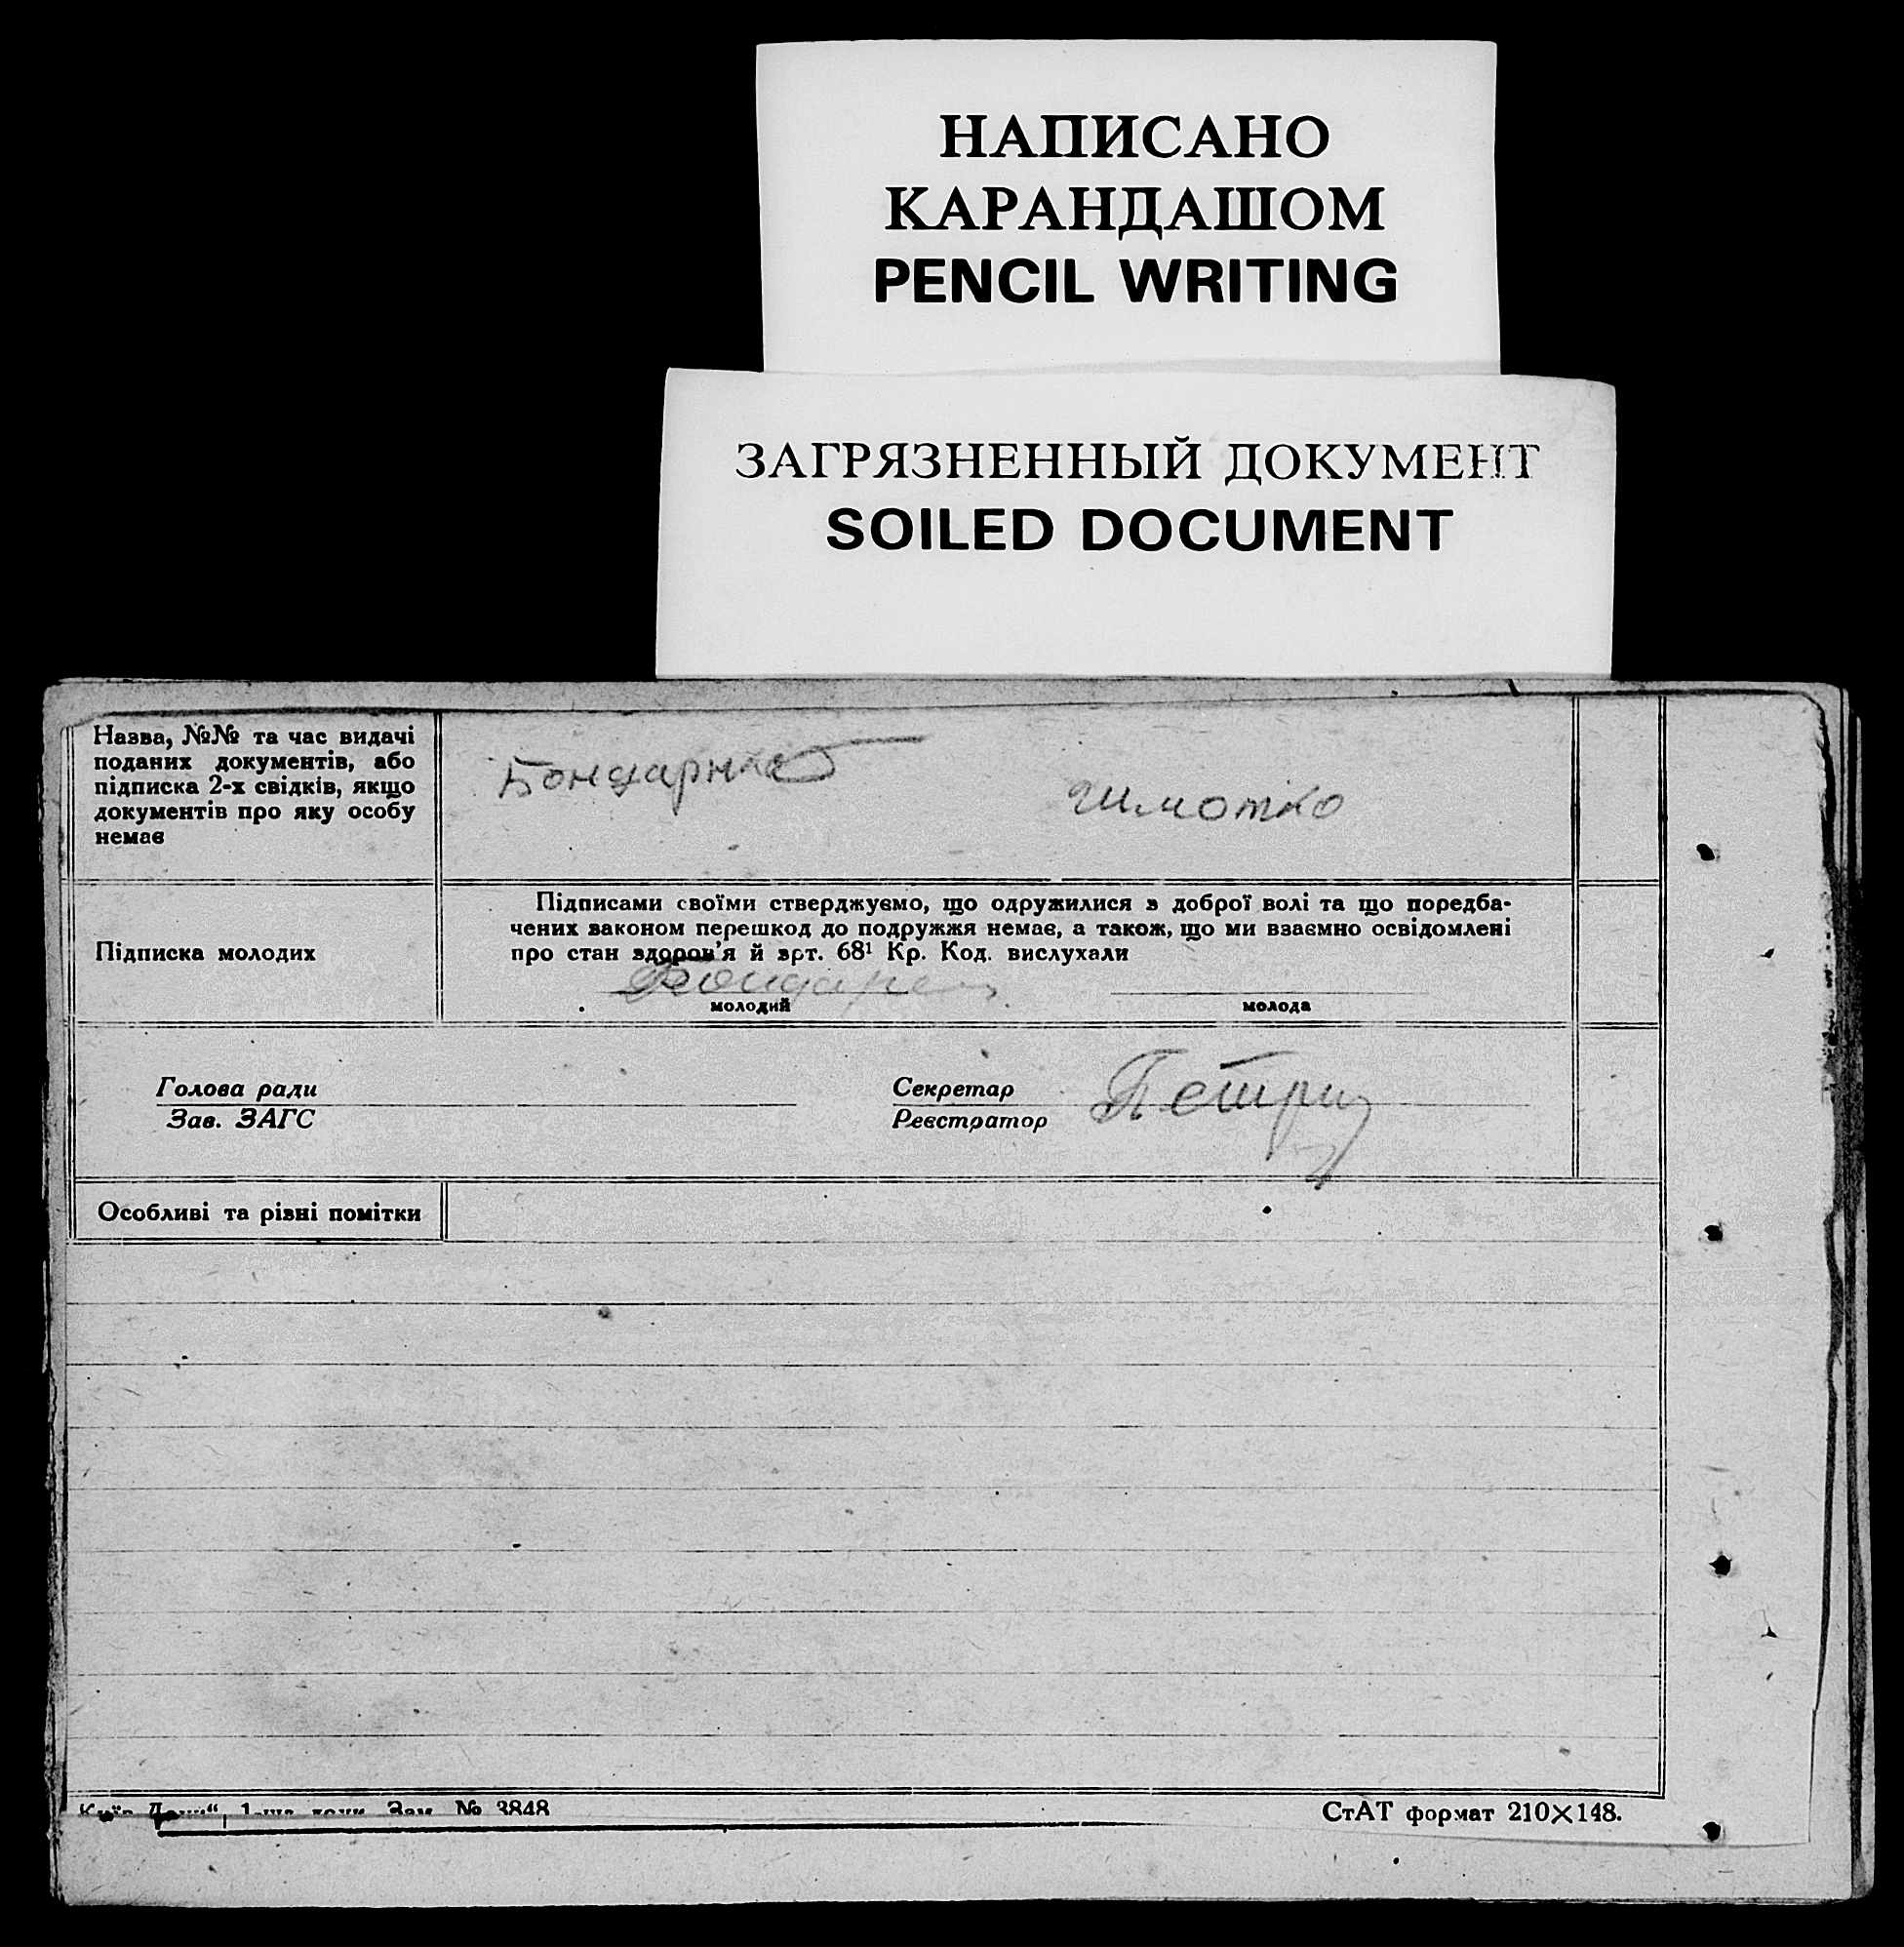 НАПИСАНО
КАРАНДАШОМ
PENCIL WRITING
ЗАГРЯЗНЕННЫЙ ДОКУМЕНТ
SOILED DOCUMENT
Назва, №№ та час видачі
поданих документів, або
підписка 2-х свідків, якщо
документів про яку особу
немає
Підписка молодих
Підписами своїми стверджуємо, що одружилися з доброї волі та що передба-
чених законом перешкод до подружжя немає, а також, що ми взаємно освідомлені
про стан здоров'я й арт. 68¹ Кр. Код. вислухали
молодий
молода
Голова ради
Зав. ЗАГС
Секретар
Реєстратор
Особливі та різні помітки
Зам. № 3848
СтАТ формат 210×148.